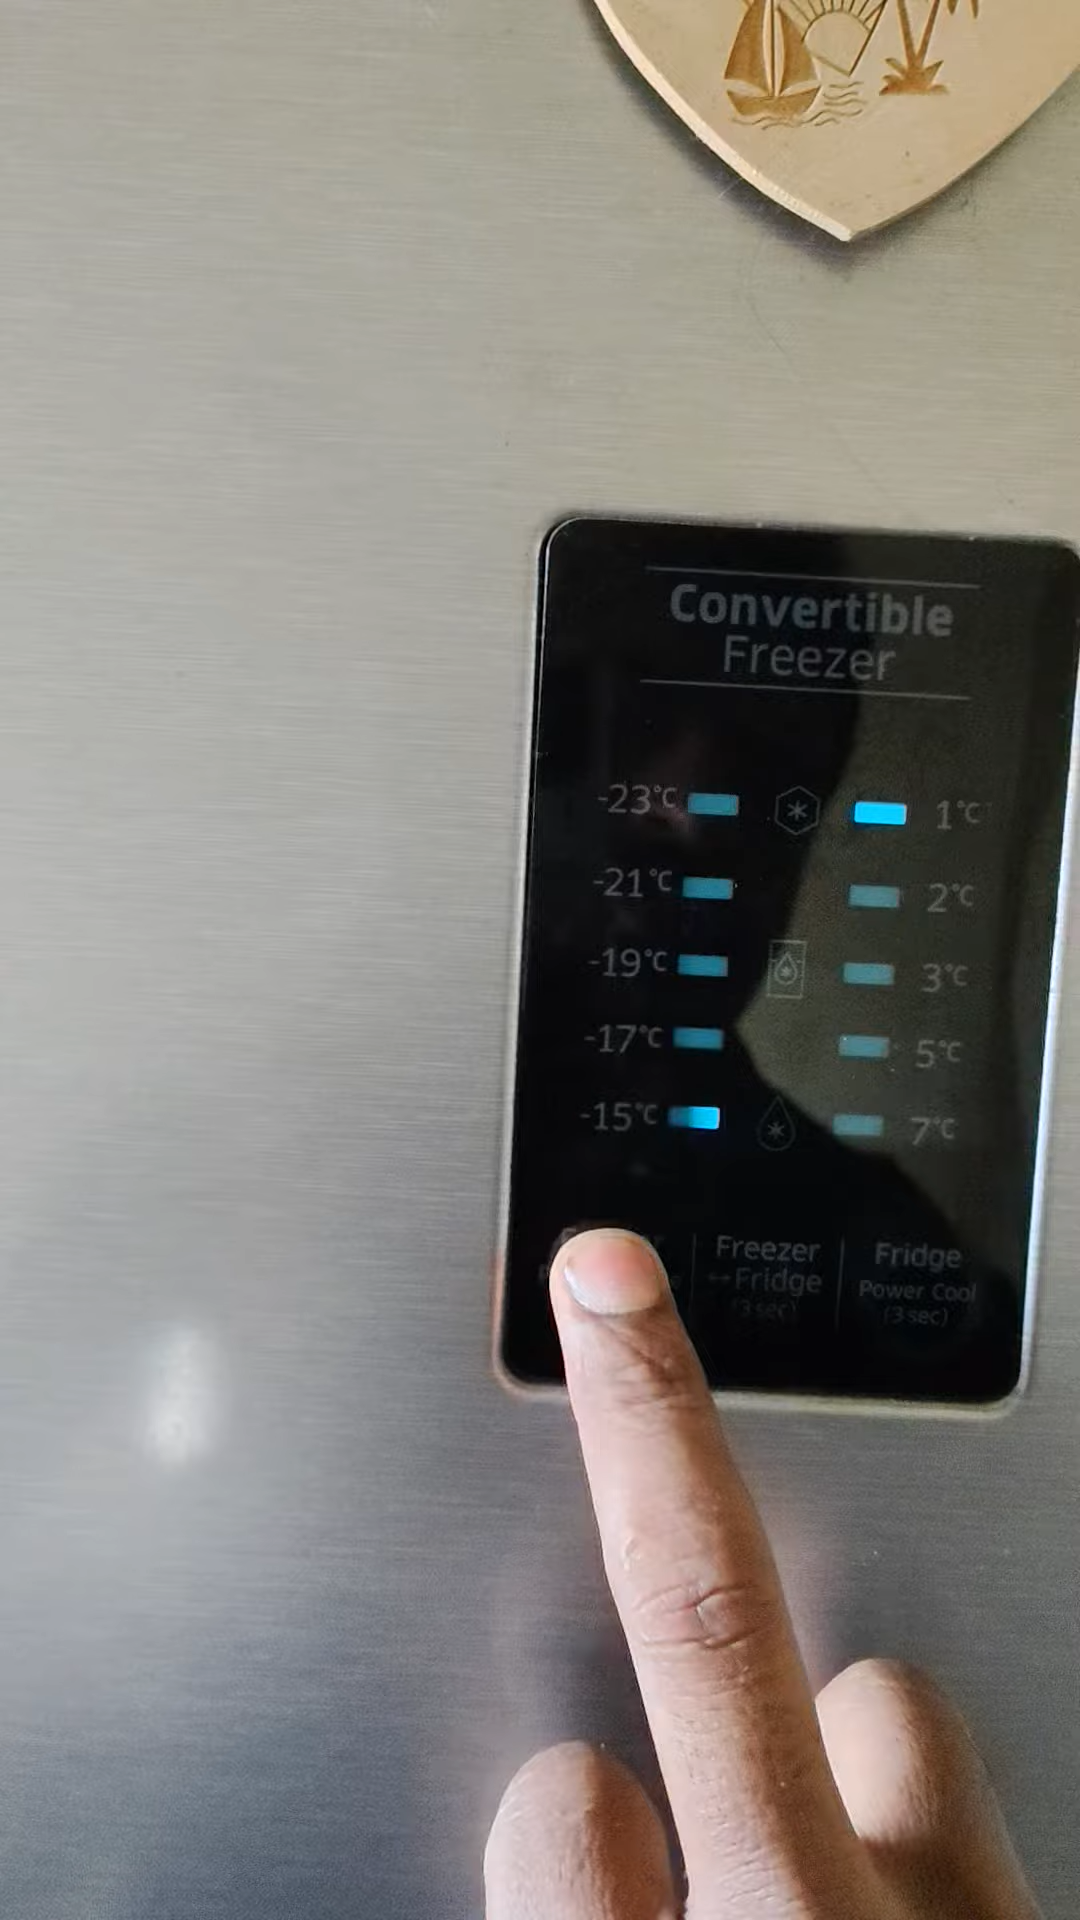 Convertible
Freezer
-23°C 1°C
-21°C 2°C
-19°C 3°C
-17°C 5°C
-15°C 7°C
Freezer Fridge
↔Fridge Power Cool
(3 sec) (3 sec)